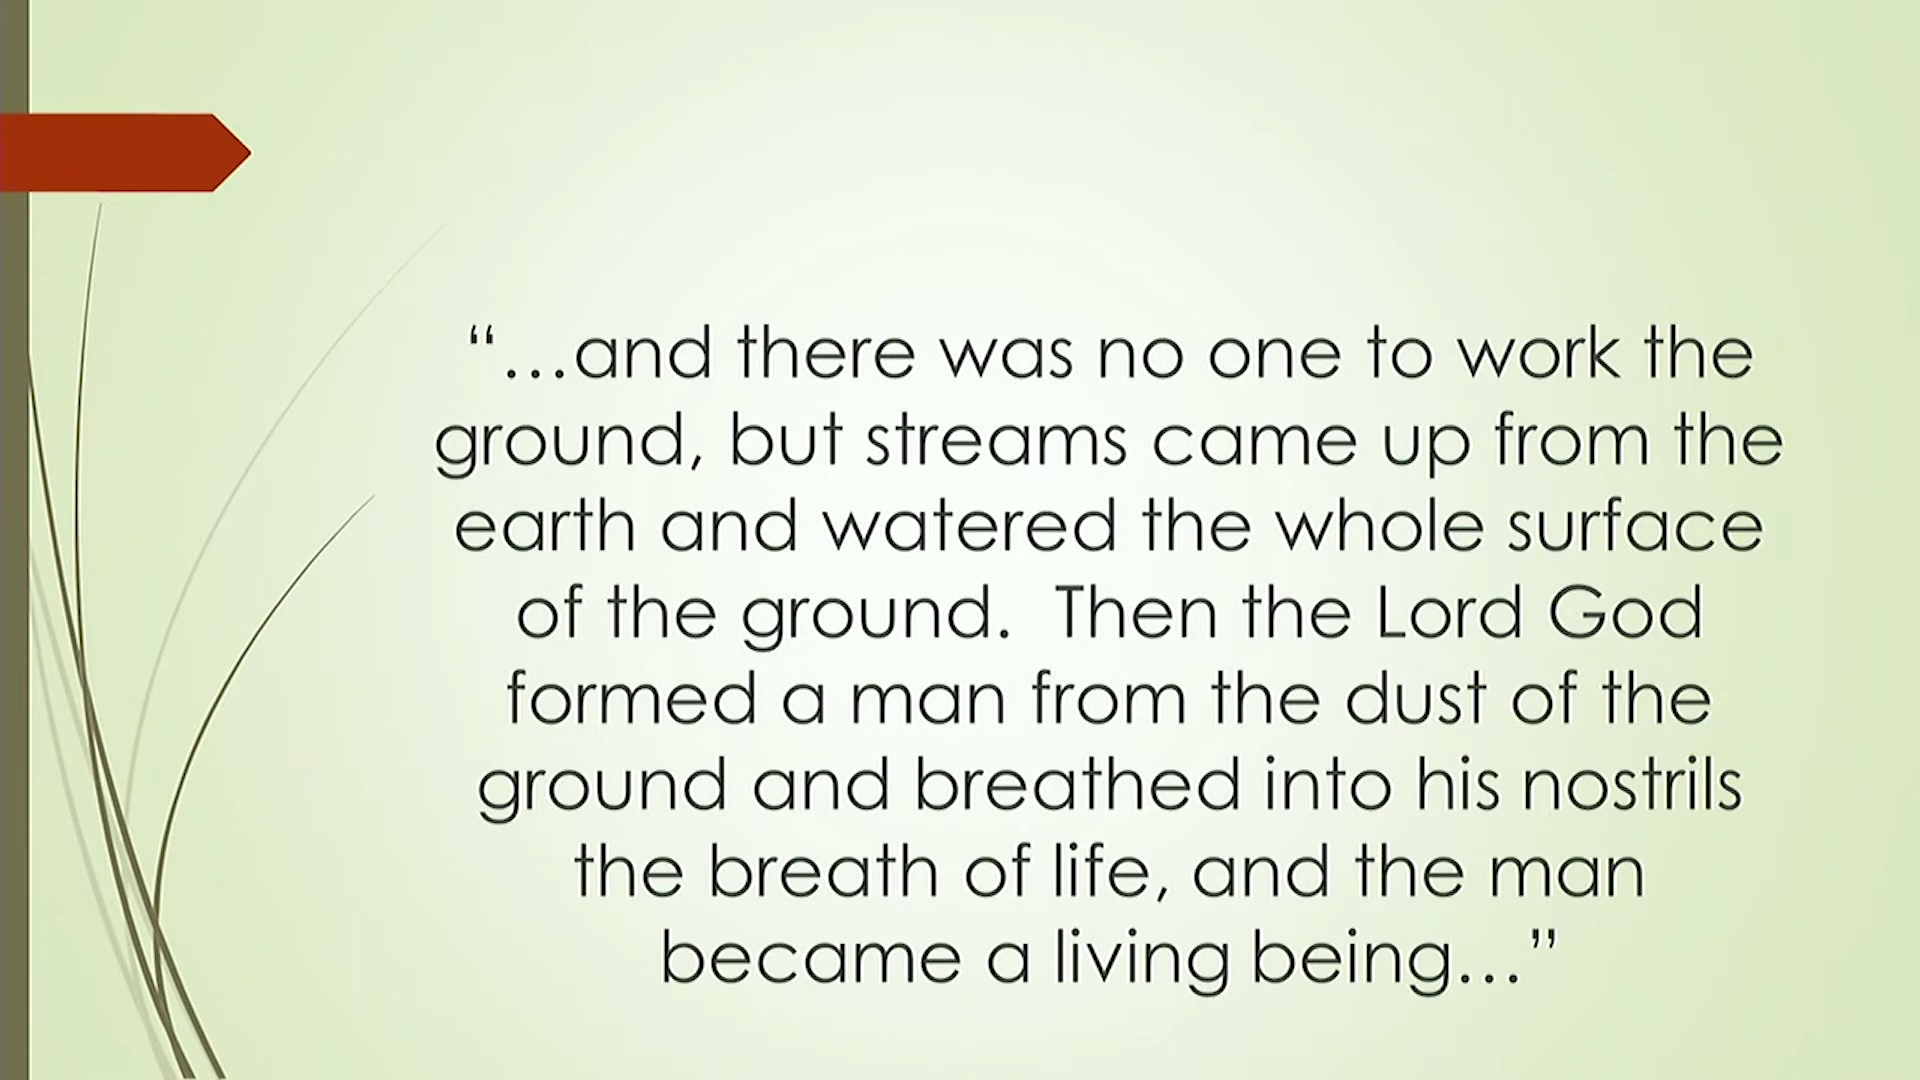 “…and there was no one to work the
ground, but streams came up from the
earth and watered the whole surface
of the ground.  Then the Lord God
formed a man from the dust of the
ground and breathed into his nostrils
the breath of life, and the man
became a living being…”